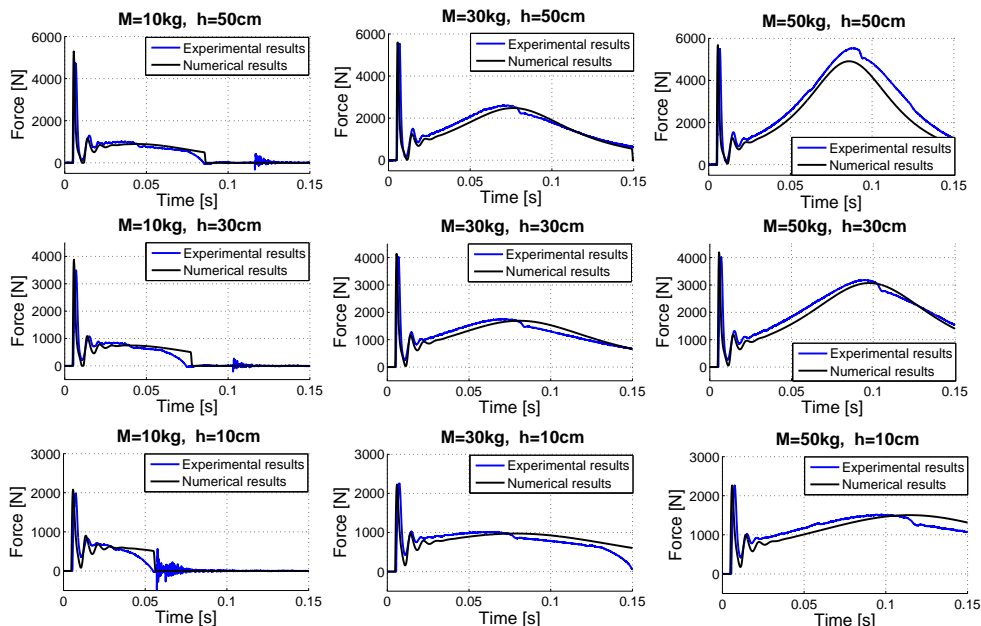 M=10kg, h=50cm
Force [N]
6000
4000
2000
0
Experimental results
Numerical results
0 0.05 0.1 0.15
Time [s]
M=30kg, h=50cm
Force [N]
6000
4000
2000
0
Experimental results
Numerical results
0 0.05 0.1 0.15
Time [s]
M=50kg, h=50cm
Force [N]
6000
4000
2000
0
Experimental results
Numerical results
0 0.05 0.1 0.15
Time [s]
M=10kg, h=30cm
Force [N]
4000
3000
2000
1000
0
Experimental results
Numerical results
0 0.05 0.1 0.15
Time [s]
M=30kg, h=30cm
Force [N]
4000
3000
2000
1000
0
Experimental results
Numerical results
0 0.05 0.1 0.15
Time [s]
M=50kg, h=30cm
Force [N]
4000
3000
2000
1000
0
Experimental results
Numerical results
0 0.05 0.1 0.15
Time [s]
M=10kg, h=10cm
Force [N]
3000
2000
1000
0
Experimental results
Numerical results
0 0.05 0.1 0.15
Time [s]
M=30kg, h=10cm
Force [N]
3000
2000
1000
0
Experimental results
Numerical results
0 0.05 0.1 0.15
Time [s]
M=50kg, h=10cm
Force [N]
3000
2000
1000
0
Experimental results
Numerical results
0 0.05 0.1 0.15
Time [s]